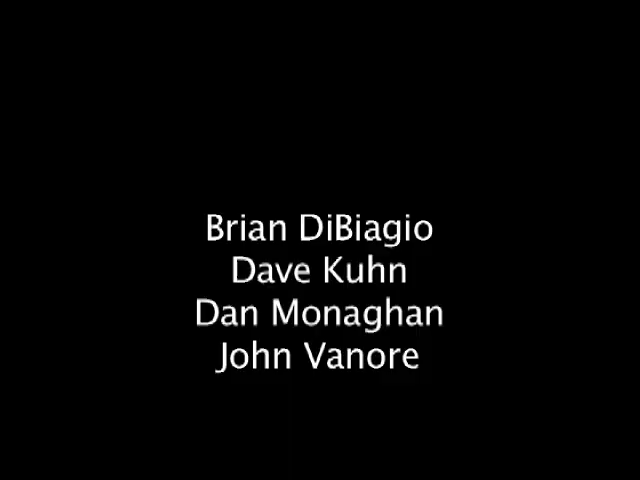 Brian DiBiagio
Dave Kuhn
Dan Monaghan
John Vanore